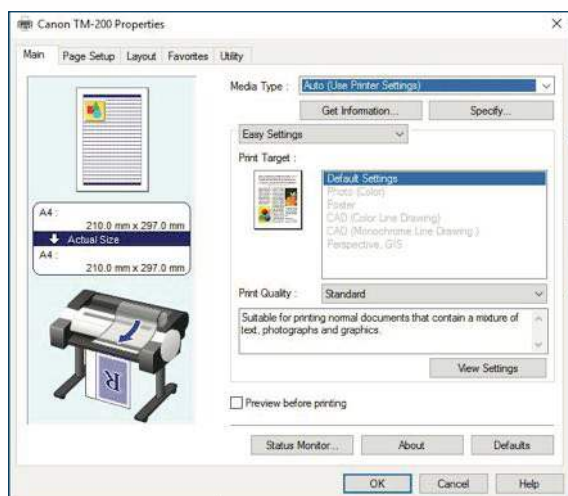 Canon TM-200 Properties
Main Page Setup Layout Favorites Utility
Media Type : Auto (Use Printer Settings)
Get Information... Specify...
Easy Settings
Print Target :
Default Settings
Photo (Color)
Poster
CAD (Color Line Drawing)
CAD (Monochrome Line Drawing )
Perspective, GIS
A4 :
210.0 mm x 297.0 mm
Actual Size
A4 :
210.0 mm x 297.0 mm
R
Print Quality : Standard
Suitable for printing normal documents that contain a mixture of
text, photographs and graphics.
View Settings
Preview before printing
Status Monitor... About Defaults
OK Cancel Help